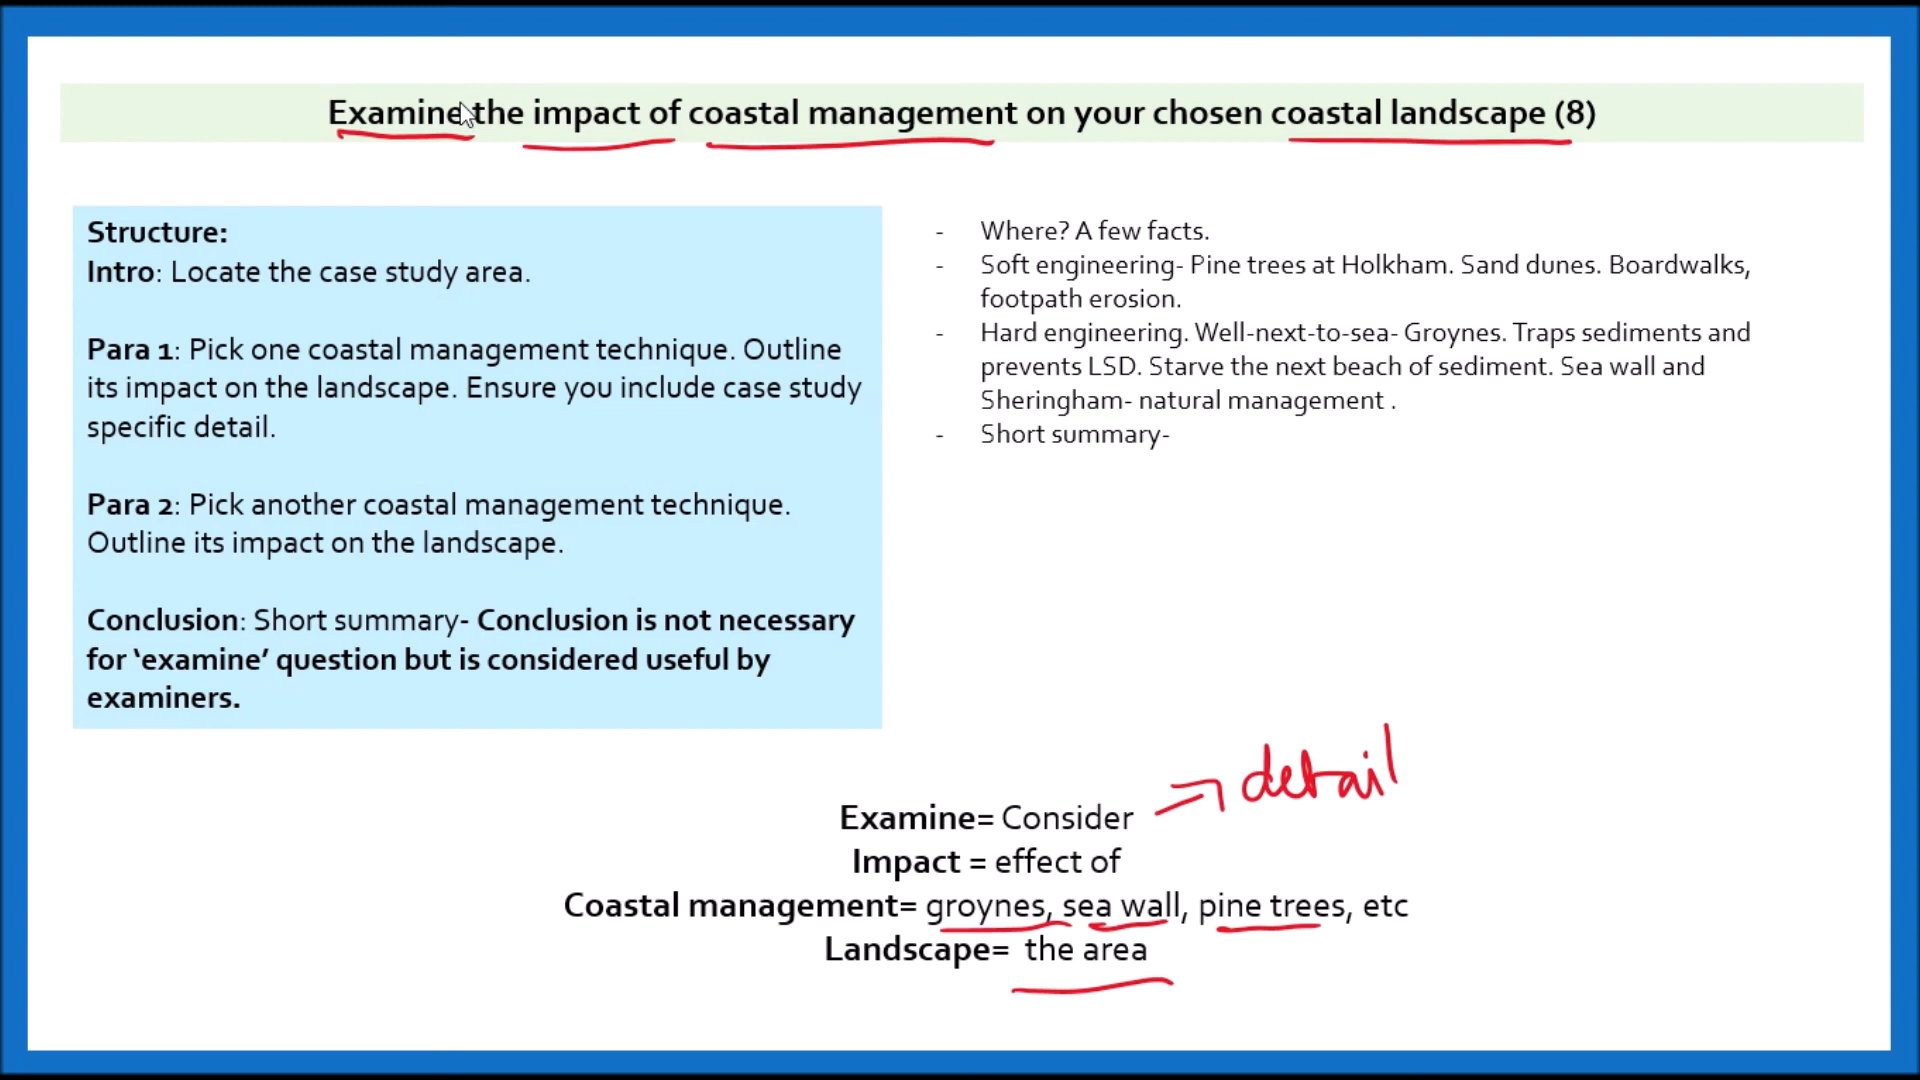 Examine the impact of coastal management on your chosen coastal landscape (8)
Structure:
Intro: Locate the case study area.
Para 1: Pick one coastal management technique. Outline
its impact on the landscape. Ensure you include case study
specific detail.
Para 2: Pick another coastal management technique.
Outline its impact on the landscape.
Conclusion: Short summary- Conclusion is not necessary
for ‘examine’ question but is considered useful by
examiners.
- Where? A few facts.
- Soft engineering- Pine trees at Holkham. Sand dunes. Boardwalks,
footpath erosion.
- Hard engineering. Well-next-to-sea- Groynes. Traps sediments and
prevents LSD. Starve the next beach of sediment. Sea wall and
Sheringham- natural management .
- Short summary-
detail
Examine= Consider
Impact = effect of
Coastal management= groynes, sea wall, pine trees, etc
Landscape= the area